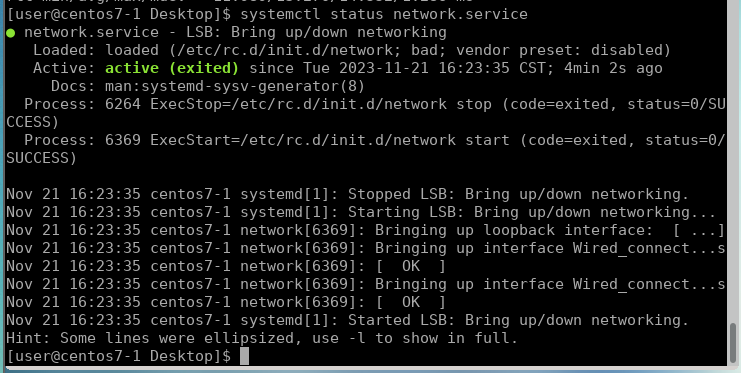 [user@centos7-1 Desktop]$ systemctl status network.service
● network.service - LSB: Bring up/down networking
   Loaded: loaded (/etc/rc.d/init.d/network; bad; vendor preset: disabled)
   Active: active (exited) since Tue 2023-11-21 16:23:35 CST; 4min 2s ago
     Docs: man:systemd-sysv-generator(8)
  Process: 6264 ExecStop=/etc/rc.d/init.d/network stop (code=exited, status=0/SU
CCESS)
  Process: 6369 ExecStart=/etc/rc.d/init.d/network start (code=exited, status=0/
SUCCESS)

Nov 21 16:23:35 centos7-1 systemd[1]: Stopped LSB: Bring up/down networking.
Nov 21 16:23:35 centos7-1 systemd[1]: Starting LSB: Bring up/down networking...
Nov 21 16:23:35 centos7-1 network[6369]: Bringing up loopback interface:  [ ...]
Nov 21 16:23:35 centos7-1 network[6369]: Bringing up interface Wired_connect...s
Nov 21 16:23:35 centos7-1 network[6369]: [  OK  ]
Nov 21 16:23:35 centos7-1 network[6369]: Bringing up interface Wired_connect...s
Nov 21 16:23:35 centos7-1 network[6369]: [  OK  ]
Nov 21 16:23:35 centos7-1 systemd[1]: Started LSB: Bring up/down networking.
Hint: Some lines were ellipsized, use -l to show in full.
[user@centos7-1 Desktop]$